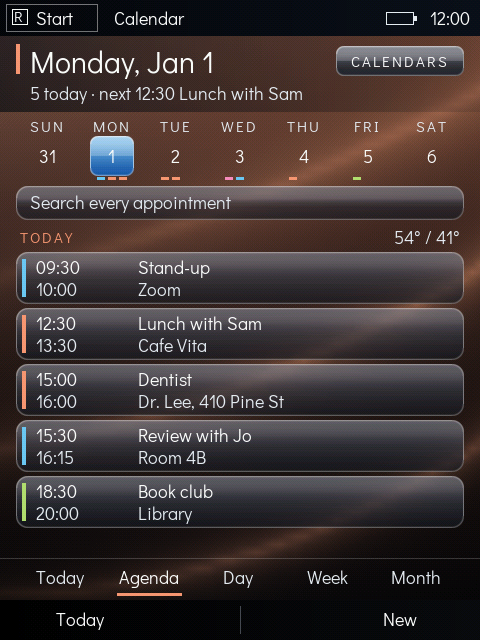 R Start Calendar 12:00
Monday, Jan 1 CALENDARS
5 today · next 12:30 Lunch with Sam
SUN MON TUE WED THU FRI SAT
31 1 2 3 4 5 6
Search every appointment
TODAY 54° / 41°
09:30 Stand-up
10:00 Zoom
12:30 Lunch with Sam
13:30 Cafe Vita
15:00 Dentist
16:00 Dr. Lee, 410 Pine St
15:30 Review with Jo
16:15 Room 4B
18:30 Book club
20:00 Library
Today Agenda Day Week Month
Today New